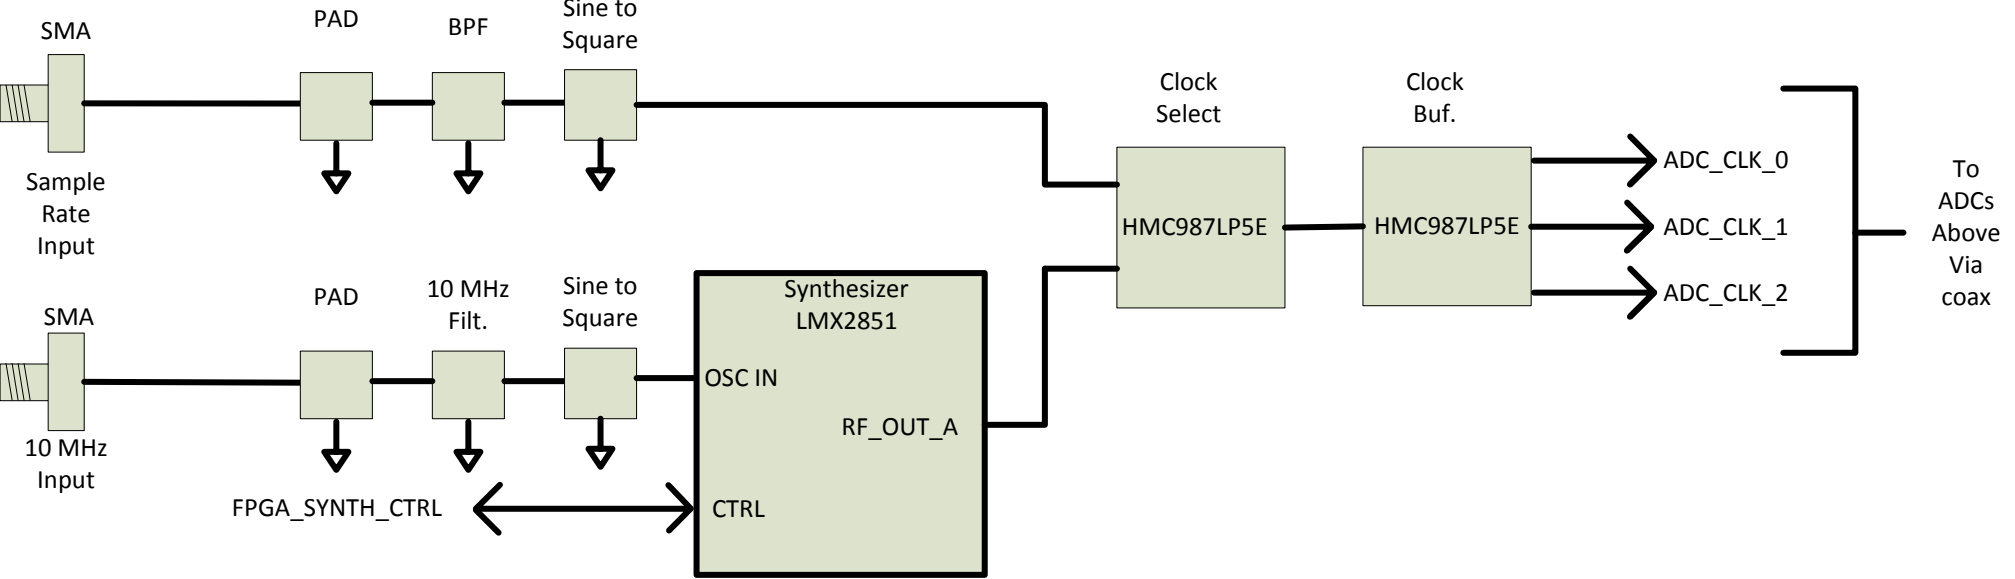 SMA
PAD
BPF
Sine to
Square
Sample
Rate
Input
Clock
Select
HMC987LP5E
Clock
Buf.
HMC987LP5E
ADC_CLK_0
ADC_CLK_1
ADC_CLK_2
To
ADCs
Above
Via
coax
SMA
10 MHz
Input
PAD
10 MHz
Filt.
Sine to
Square
Synthesizer
LMX2851
OSC IN
RF_OUT_A
CTRL
FPGA_SYNTH_CTRL